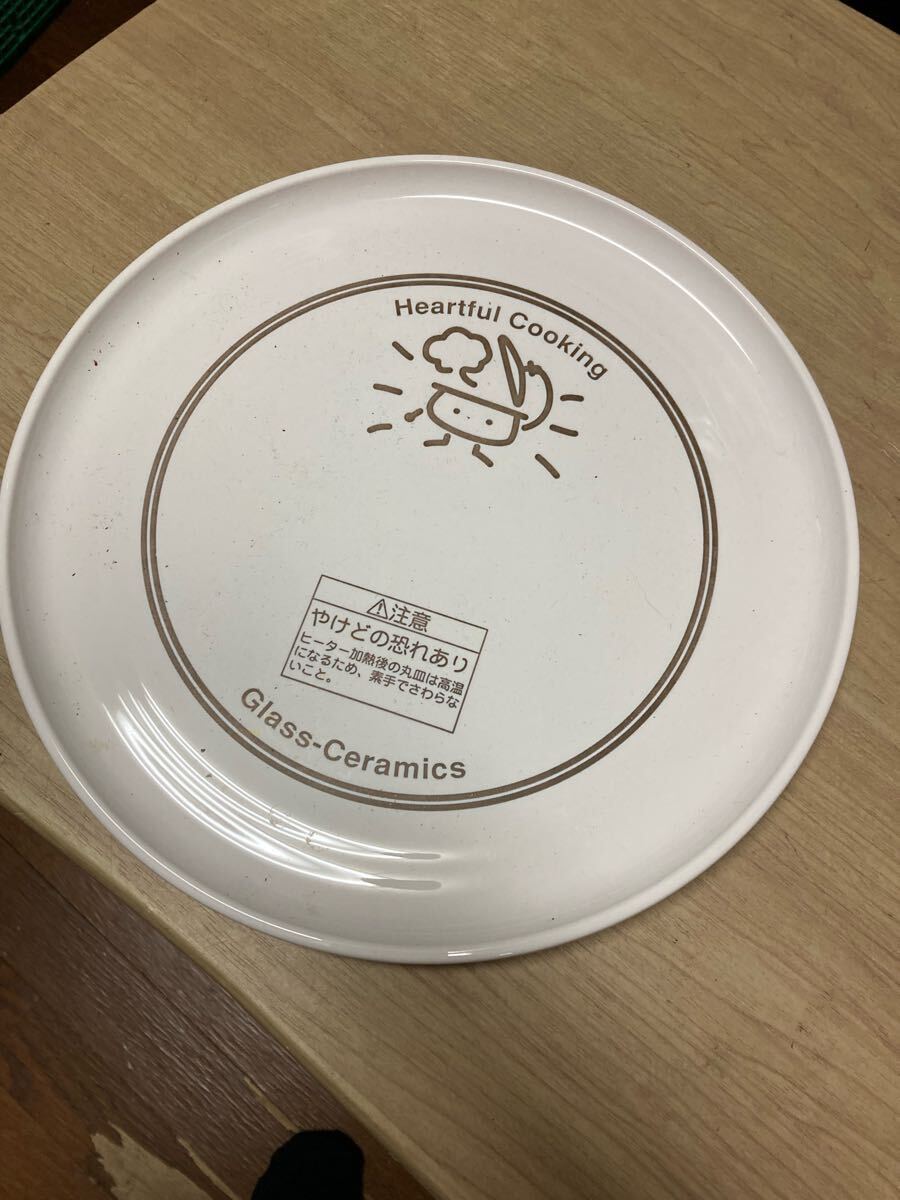 Heartful Cooking
⚠注意
やけどの恐れあり
ヒーター加熱後の丸皿は高温
になるため、素手でさわらな
いこと。
Glass-Ceramics